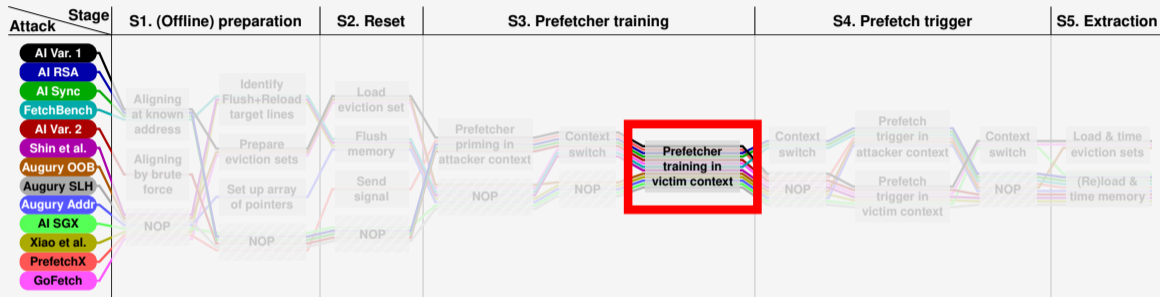 Stage
Attack
S1. (Offline) preparation
S2. Reset
S3. Prefetcher training
S4. Prefetch trigger
S5. Extraction
AI Var. 1
AI RSA
AI Sync
FetchBench
AI Var. 2
Shin et al.
Augury OOB
Augury SLH
Augury Addr
AI SGX
Xiao et al.
PrefetchX
GoFetch
Aligning
at known
address
Aligning
by brute
force
NOP
Identify
Flush+Reload
target lines
Prepare
eviction sets
Set up array
of pointers
NOP
Load
eviction set
Flush
memory
Send
signal
NOP
Prefetcher
priming in
attacker context
NOP
Context
switch
NOP
Prefetcher
training in
victim context
Context
switch
NOP
Prefetch
trigger in
attacker context
Prefetch
trigger in
victim context
Context
switch
NOP
Load & time
eviction sets
(Re)load &
time memory